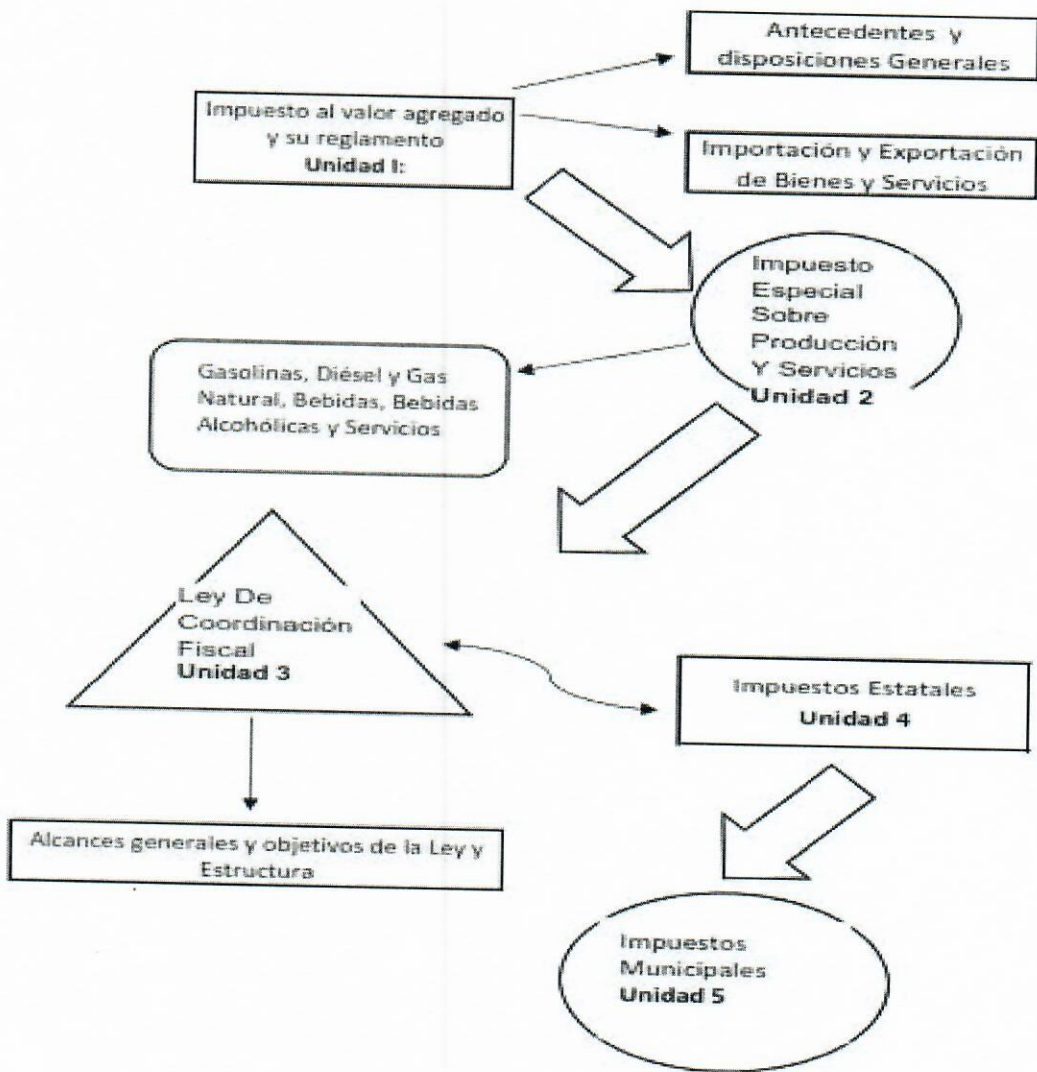 Antecedentes y
disposiciones Generales
Impuesto al valor agregado
y su reglamento
Unidad I:
Importación y Exportación
de Bienes y Servicios
Impuesto
Especial
Sobre
Producción
Y Servicios
Unidad 2
Gasolinas, Diésel y Gas
Natural, Bebidas, Bebidas
Alcohólicas y Servicios
Ley De
Coordinación
Fiscal
Unidad 3
Impuestos Estatales
Unidad 4
Alcances generales y objetivos de la Ley y
Estructura
Impuestos
Municipales
Unidad 5